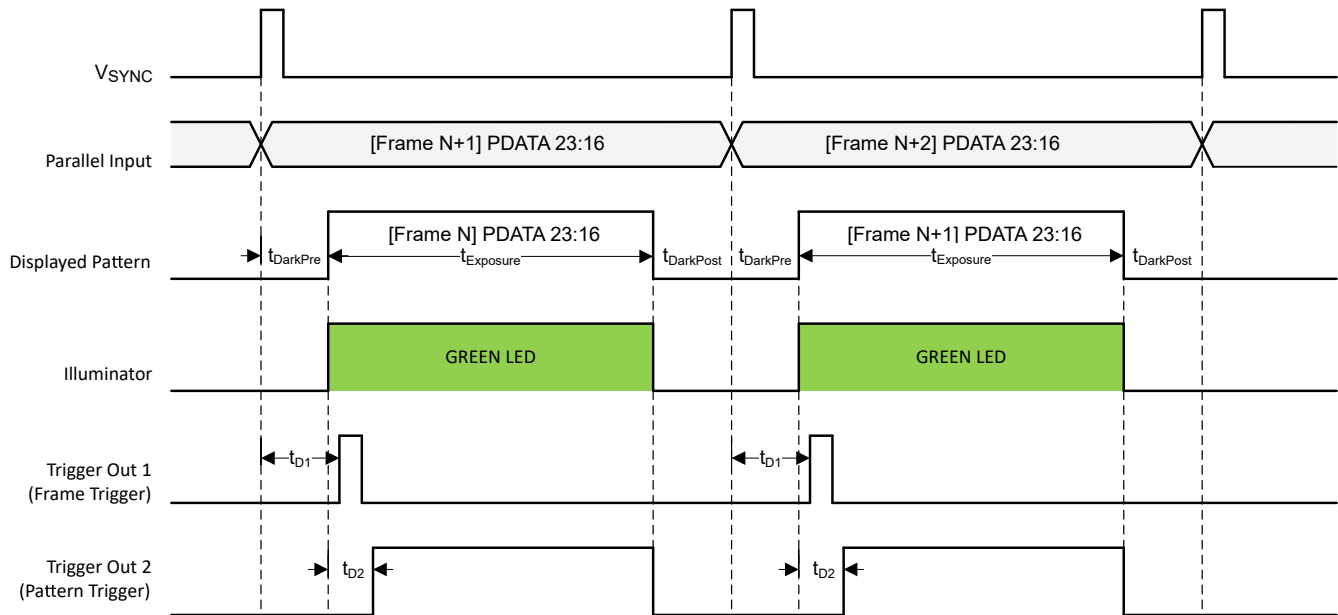 VSYNC
Parallel Input
[Frame N+1] PDATA 23:16
[Frame N+2] PDATA 23:16
Displayed Pattern
tDarkPre
[Frame N] PDATA 23:16
tExposure
tDarkPost
tDarkPre
[Frame N+1] PDATA 23:16
tExposure
tDarkPost
Illuminator
GREEN LED
GREEN LED
Trigger Out 1
(Frame Trigger)
tD1
tD1
Trigger Out 2
(Pattern Trigger)
tD2
tD2